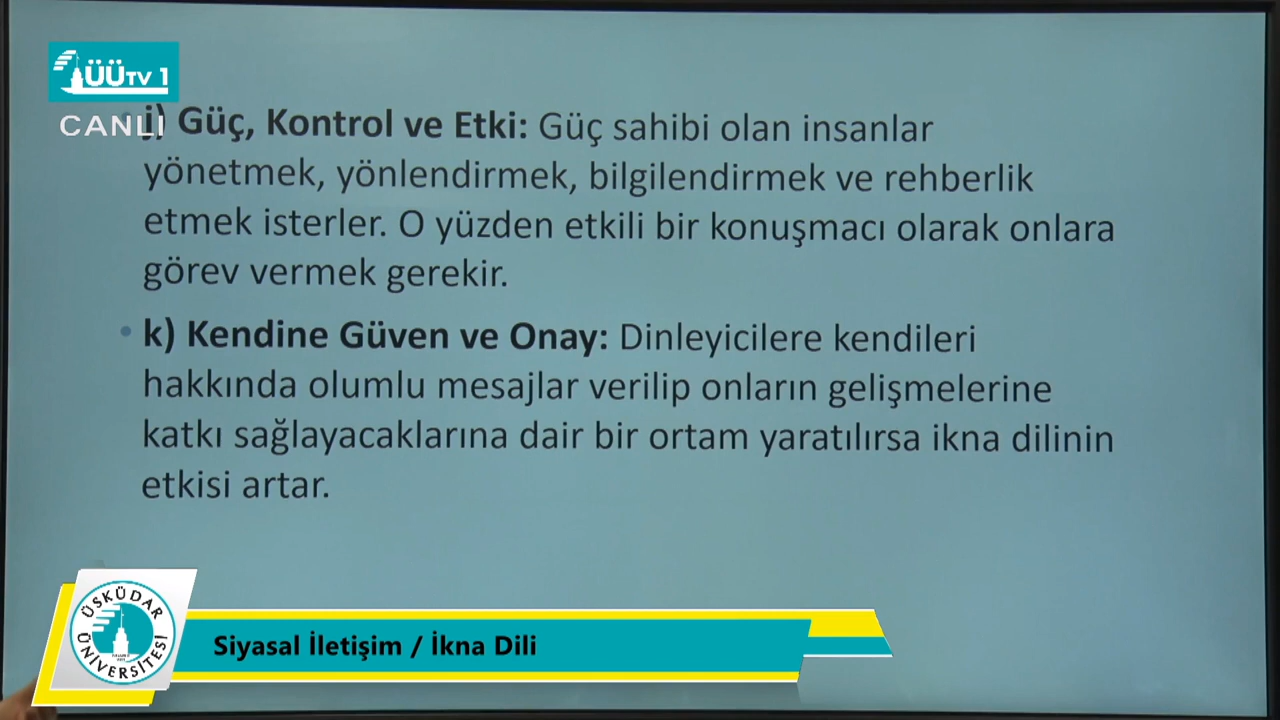 ÜÜTV 1
CANLI
j) Güç, Kontrol ve Etki: Güç sahibi olan insanlar
yönetmek, yönlendirmek, bilgilendirmek ve rehberlik
etmek isterler. O yüzden etkili bir konuşmacı olarak onlara
görev vermek gerekir.
• k) Kendine Güven ve Onay: Dinleyicilere kendileri
hakkında olumlu mesajlar verilip onların gelişmelerine
katkı sağlayacaklarına dair bir ortam yaratılırsa ikna dilinin
etkisi artar.
ÜSKÜDAR
ÜNİVERSİTESİ
Siyasal İletişim / İkna Dili